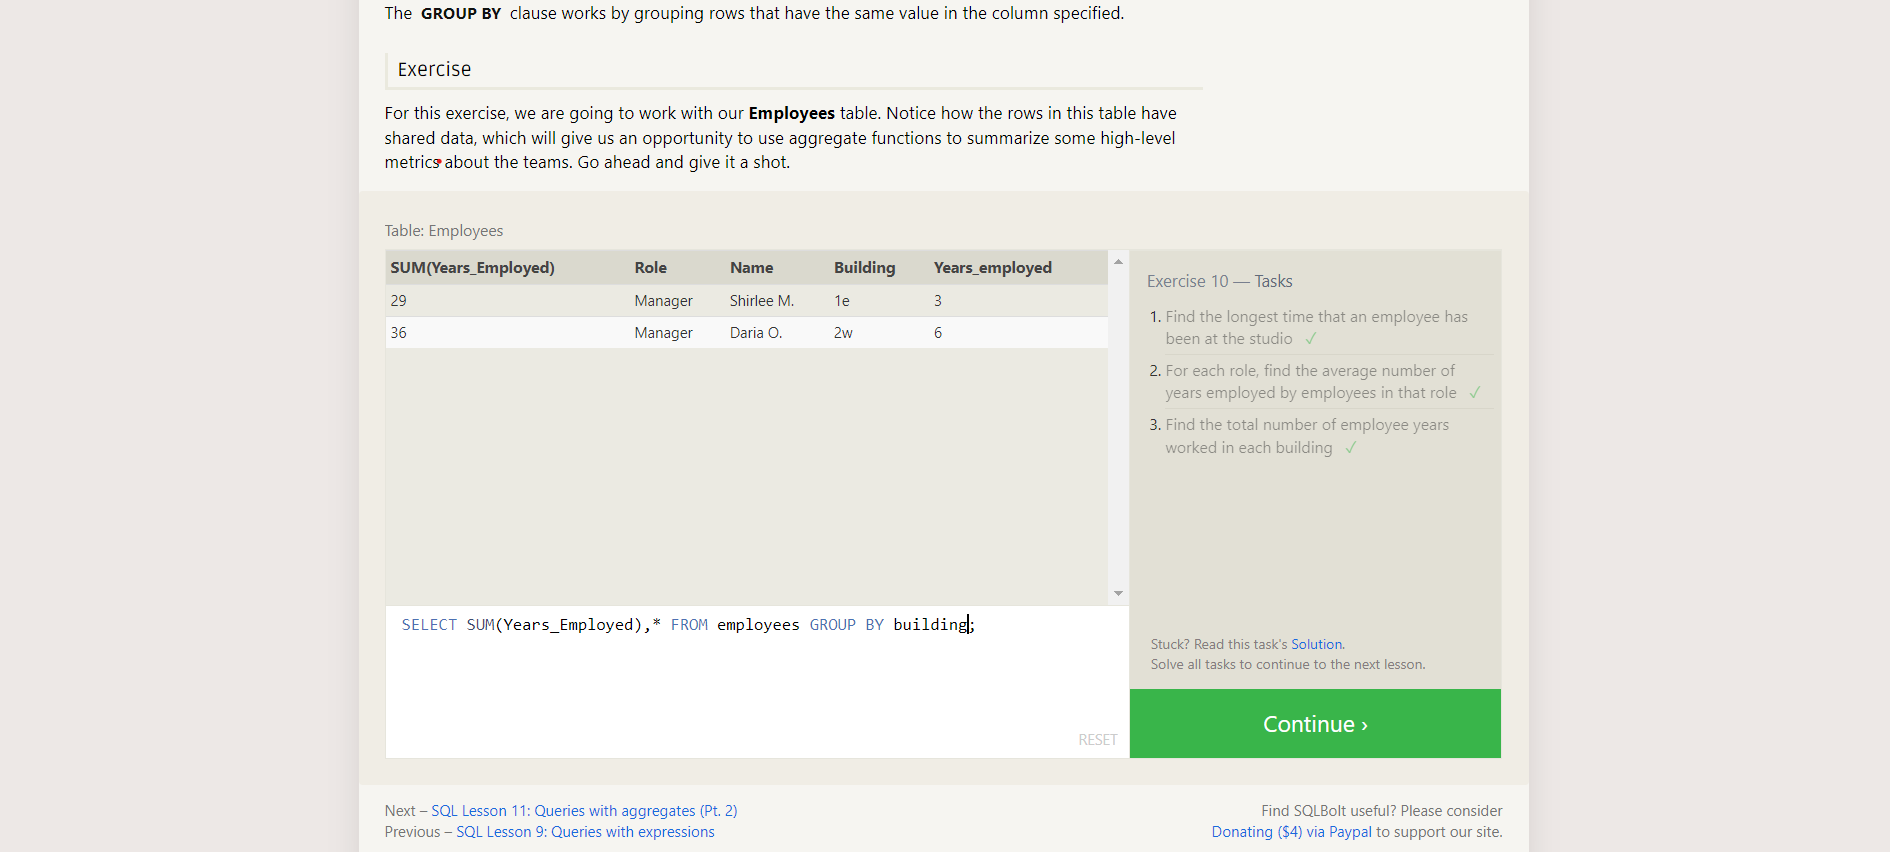 The GROUP BY clause works by grouping rows that have the same value in the column specified.
Exercise
For this exercise, we are going to work with our Employees table. Notice how the rows in this table have
shared data, which will give us an opportunity to use aggregate functions to summarize some high-level
metrics about the teams. Go ahead and give it a shot.
Table: Employees
SUM(Years_Employed) Role Name Building Years_employed
29 Manager Shirlee M. 1e 3
36 Manager Daria O. 2w 6
SELECT SUM(Years_Employed),* FROM employees GROUP BY building;
RESET
Exercise 10 — Tasks
1. Find the longest time that an employee has
been at the studio ✓
2. For each role, find the average number of
years employed by employees in that role ✓
3. Find the total number of employee years
worked in each building ✓
Stuck? Read this task's Solution.
Solve all tasks to continue to the next lesson.
Continue ›
Next – SQL Lesson 11: Queries with aggregates (Pt. 2)
Previous – SQL Lesson 9: Queries with expressions
Find SQLBolt useful? Please consider
Donating ($4) via Paypal to support our site.